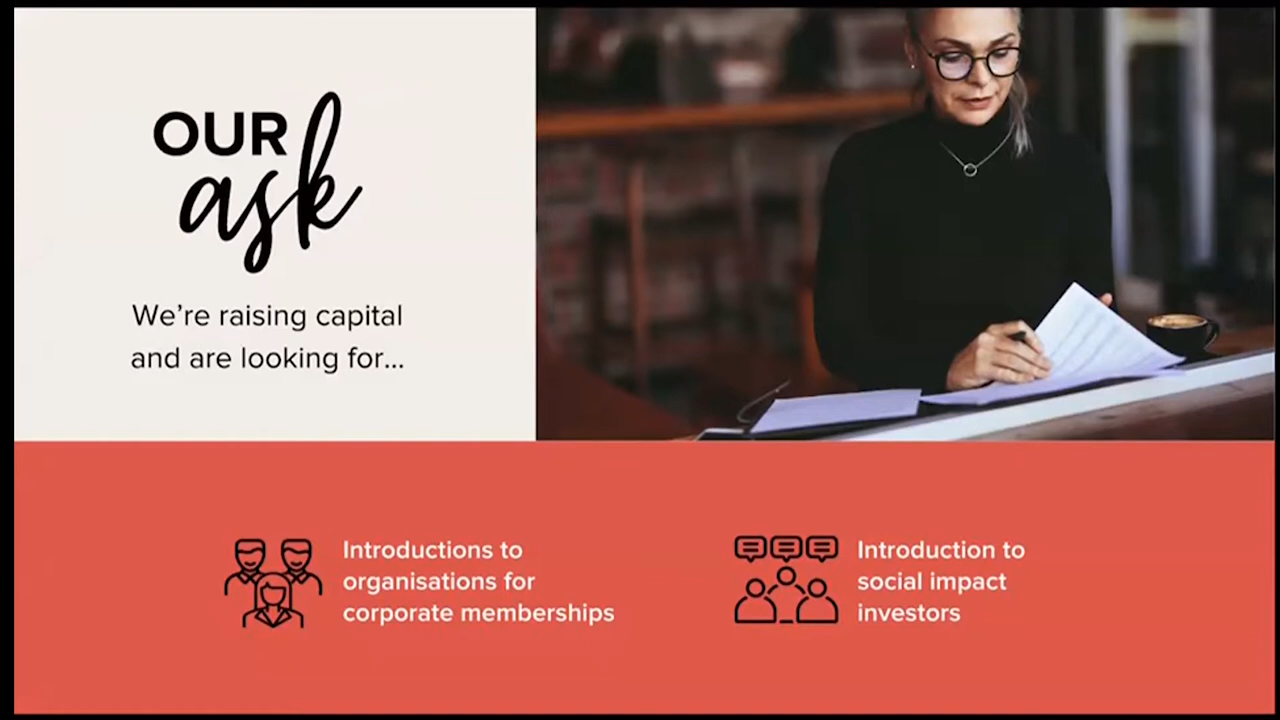 OUR
ask
We’re raising capital
and are looking for...
Introductions to
organisations for
corporate memberships
Introduction to
social impact
investors